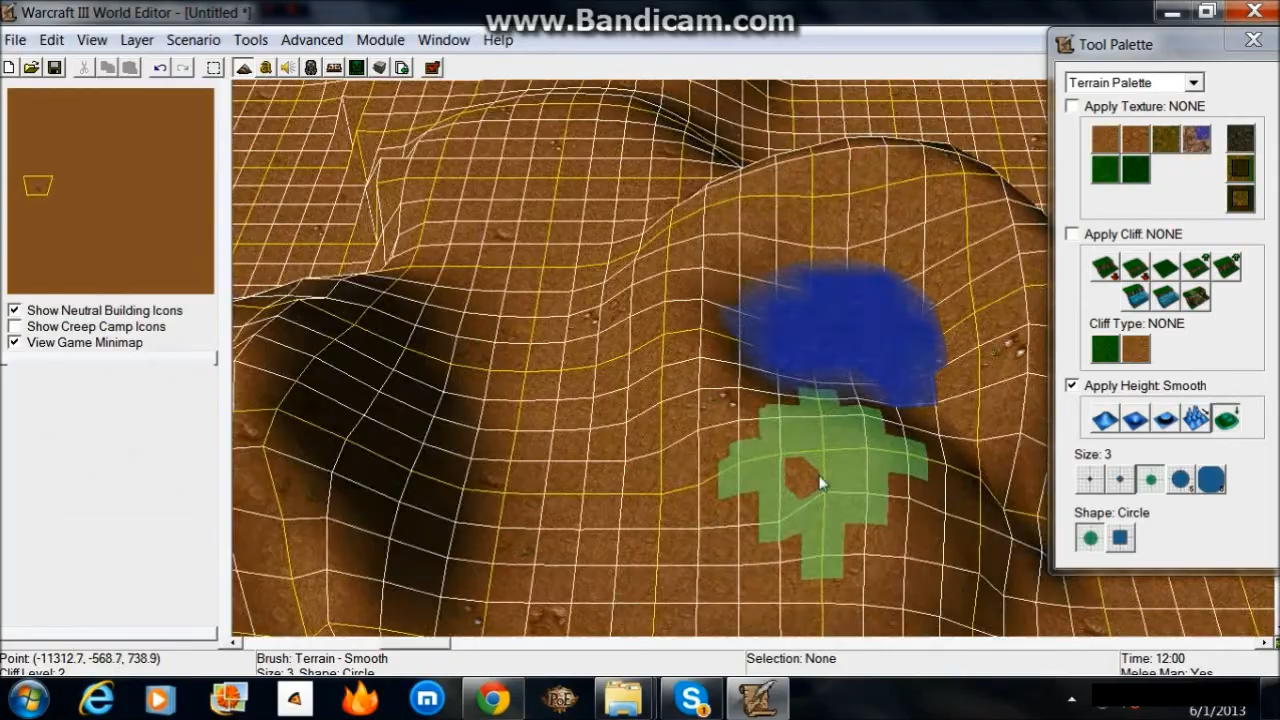 Warcraft III World Editor - [Untitled *]
www.Bandicam.com
File Edit View Layer Scenario Tools Advanced Module Window Help
Tool Palette
Terrain Palette
Apply Texture: NONE
Apply Cliff: NONE
Cliff Type: NONE
Apply Height: Smooth
Size: 3
Shape: Circle
Show Neutral Building Icons
Show Creep Camp Icons
View Game Minimap
Point: (-11312.7, -568.7, 738.9)
Brush: Terrain - Smooth
Selection: None
Time: 12:00
Cliff Level: 2
Size: 3, Shape: Circle
Melee Map: Yes
6/1/2013